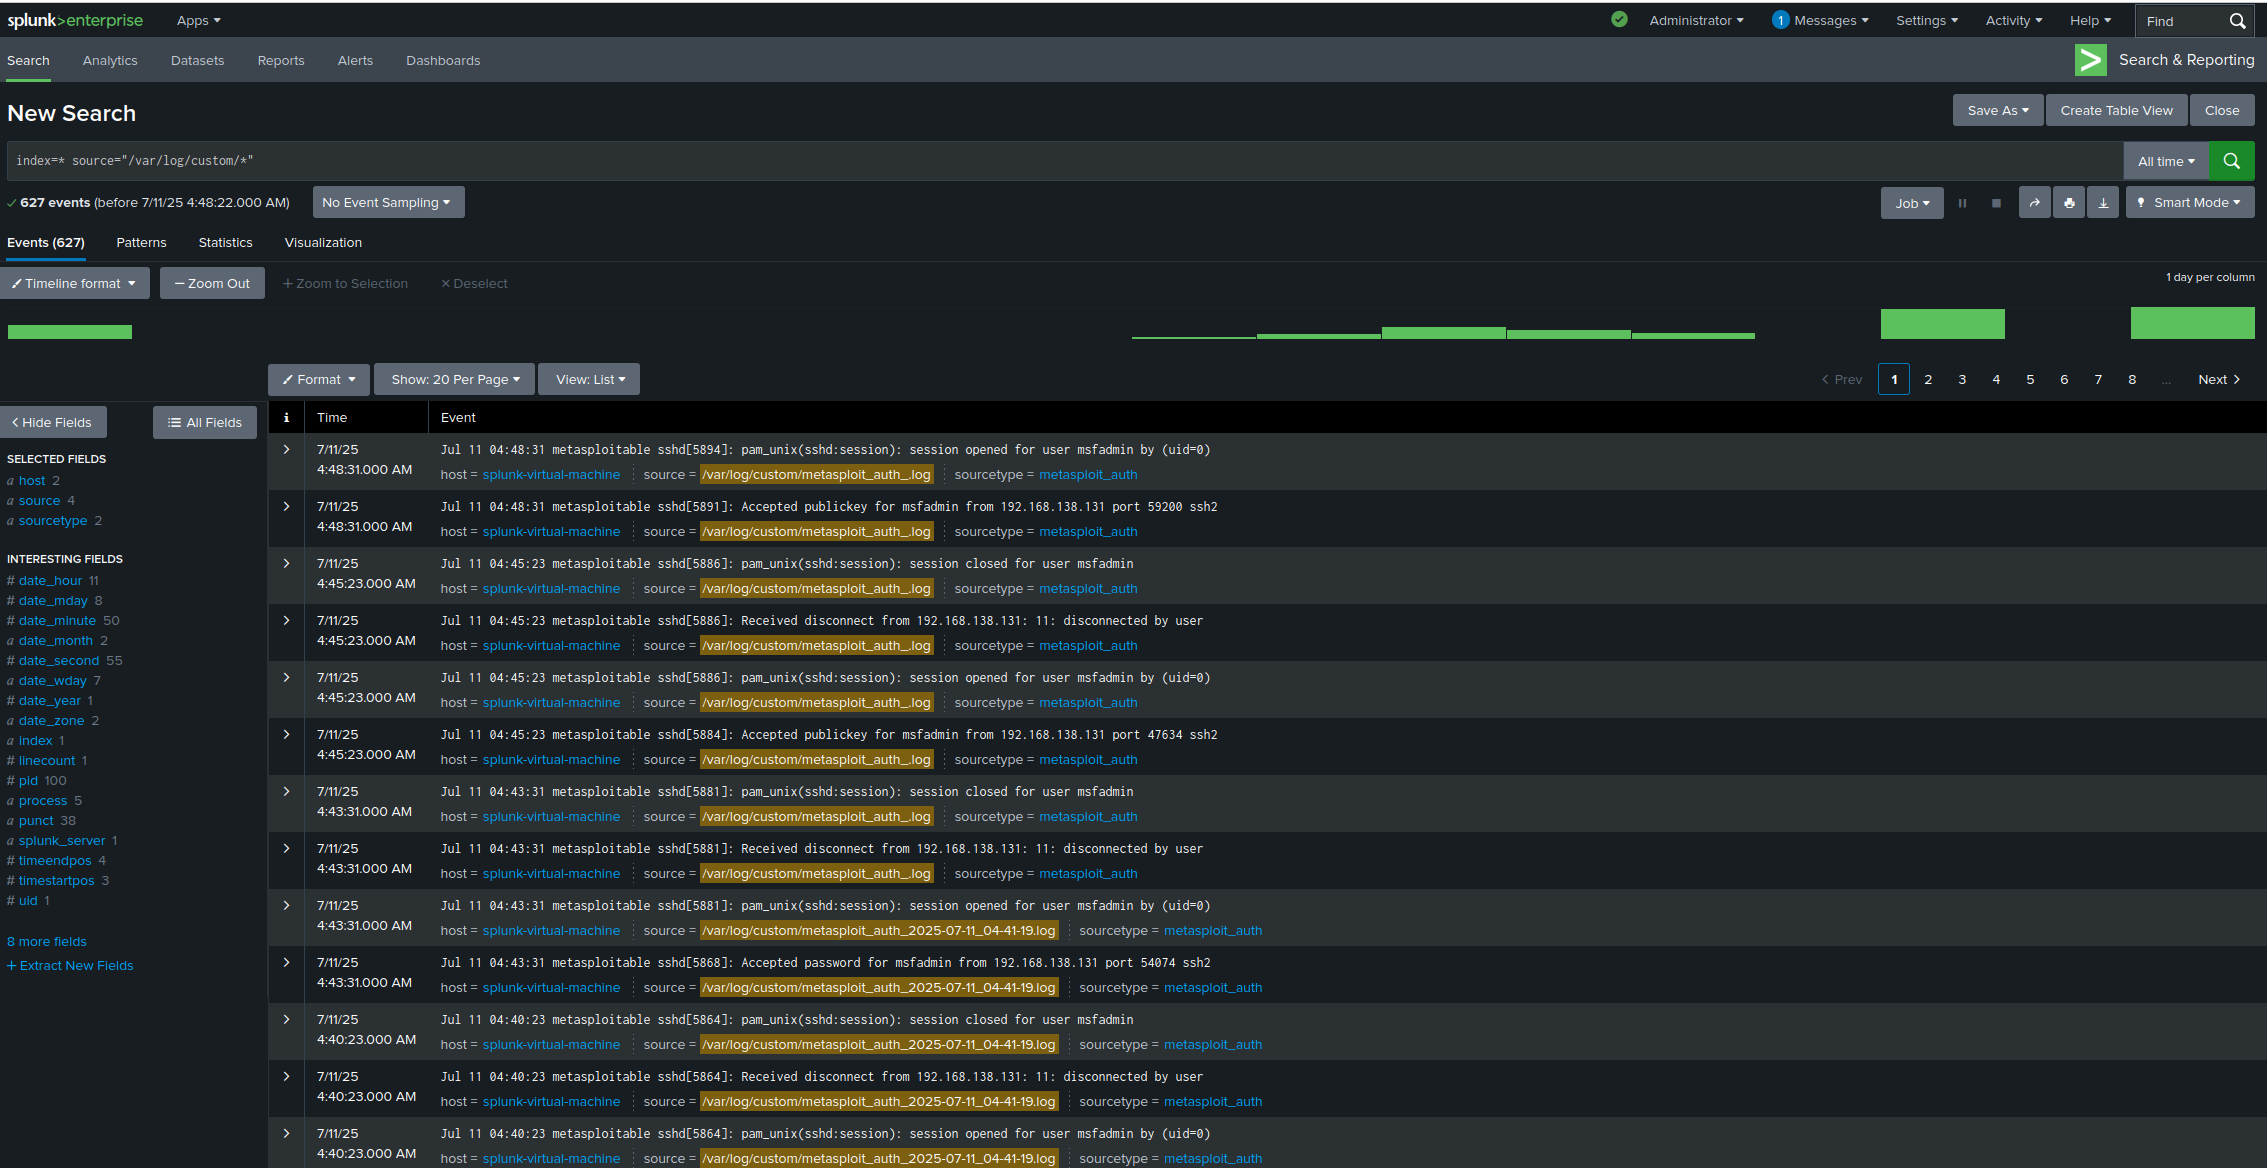 splunk>enterprise Apps Administrator 1 Messages Settings Activity Help Find
Search Analytics Datasets Reports Alerts Dashboards Search & Reporting
New Search Save As Create Table View Close
index=* source="/var/log/custom/*" All time
627 events (before 7/11/25 4:48:22.000 AM) No Event Sampling Job Smart Mode
Events (627) Patterns Statistics Visualization
Timeline format Zoom Out + Zoom to Selection × Deselect 1 day per column
Format Show: 20 Per Page View: List < Prev 1 2 3 4 5 6 7 8 ... Next >
< Hide Fields All Fields
SELECTED FIELDS
a host 2
a source 4
a sourcetype 2
INTERESTING FIELDS
# date_hour 11
# date_mday 8
# date_minute 50
a date_month 2
# date_second 55
a date_wday 7
# date_year 1
a date_zone 2
a index 1
# linecount 1
# pid 100
a process 5
a punct 38
a splunk_server 1
# timeendpos 4
# timestartpos 3
# uid 1
8 more fields
+ Extract New Fields
i Time Event
> 7/11/25 Jul 11 04:48:31 metasploitable sshd[5894]: pam_unix(sshd:session): session opened for user msfadmin by (uid=0)
4:48:31.000 AM host = splunk-virtual-machine source = /var/log/custom/metasploit_auth_.log sourcetype = metasploit_auth
> 7/11/25 Jul 11 04:48:31 metasploitable sshd[5891]: Accepted publickey for msfadmin from 192.168.138.131 port 59200 ssh2
4:48:31.000 AM host = splunk-virtual-machine source = /var/log/custom/metasploit_auth_.log sourcetype = metasploit_auth
> 7/11/25 Jul 11 04:45:23 metasploitable sshd[5886]: pam_unix(sshd:session): session closed for user msfadmin
4:45:23.000 AM host = splunk-virtual-machine source = /var/log/custom/metasploit_auth_.log sourcetype = metasploit_auth
> 7/11/25 Jul 11 04:45:23 metasploitable sshd[5886]: Received disconnect from 192.168.138.131: 11: disconnected by user
4:45:23.000 AM host = splunk-virtual-machine source = /var/log/custom/metasploit_auth_.log sourcetype = metasploit_auth
> 7/11/25 Jul 11 04:45:23 metasploitable sshd[5886]: pam_unix(sshd:session): session opened for user msfadmin by (uid=0)
4:45:23.000 AM host = splunk-virtual-machine source = /var/log/custom/metasploit_auth_.log sourcetype = metasploit_auth
> 7/11/25 Jul 11 04:45:23 metasploitable sshd[5884]: Accepted publickey for msfadmin from 192.168.138.131 port 47634 ssh2
4:45:23.000 AM host = splunk-virtual-machine source = /var/log/custom/metasploit_auth_.log sourcetype = metasploit_auth
> 7/11/25 Jul 11 04:43:31 metasploitable sshd[5881]: pam_unix(sshd:session): session closed for user msfadmin
4:43:31.000 AM host = splunk-virtual-machine source = /var/log/custom/metasploit_auth_.log sourcetype = metasploit_auth
> 7/11/25 Jul 11 04:43:31 metasploitable sshd[5881]: Received disconnect from 192.168.138.131: 11: disconnected by user
4:43:31.000 AM host = splunk-virtual-machine source = /var/log/custom/metasploit_auth_.log sourcetype = metasploit_auth
> 7/11/25 Jul 11 04:43:31 metasploitable sshd[5881]: pam_unix(sshd:session): session opened for user msfadmin by (uid=0)
4:43:31.000 AM host = splunk-virtual-machine source = /var/log/custom/metasploit_auth_2025-07-11_04-41-19.log sourcetype = metasploit_auth
> 7/11/25 Jul 11 04:43:31 metasploitable sshd[5868]: Accepted password for msfadmin from 192.168.138.131 port 54074 ssh2
4:43:31.000 AM host = splunk-virtual-machine source = /var/log/custom/metasploit_auth_2025-07-11_04-41-19.log sourcetype = metasploit_auth
> 7/11/25 Jul 11 04:40:23 metasploitable sshd[5864]: pam_unix(sshd:session): session closed for user msfadmin
4:40:23.000 AM host = splunk-virtual-machine source = /var/log/custom/metasploit_auth_2025-07-11_04-41-19.log sourcetype = metasploit_auth
> 7/11/25 Jul 11 04:40:23 metasploitable sshd[5864]: Received disconnect from 192.168.138.131: 11: disconnected by user
4:40:23.000 AM host = splunk-virtual-machine source = /var/log/custom/metasploit_auth_2025-07-11_04-41-19.log sourcetype = metasploit_auth
> 7/11/25 Jul 11 04:40:23 metasploitable sshd[5864]: pam_unix(sshd:session): session opened for user msfadmin by (uid=0)
4:40:23.000 AM host = splunk-virtual-machine source = /var/log/custom/metasploit_auth_2025-07-11_04-41-19.log sourcetype = metasploit_auth